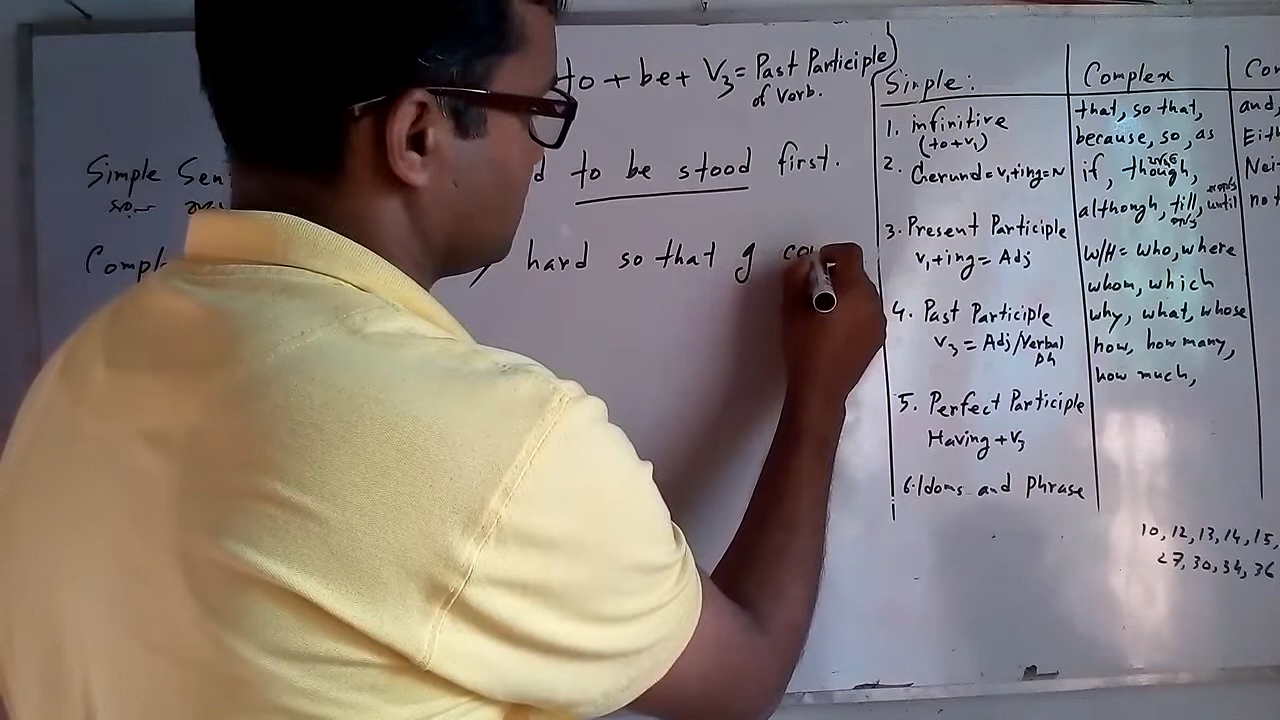 to + be + V3 = Past Participle
of Verb.
Simple Sen
to be stood first.
Compl
hard so that I co
Simple:
1. infinitive
(to+v1)
2. Gerund = v1+ing = N
3. Present Participle
v1+ing = Adj
4. Past Participle
v3 = Adj/Verbal
Ph
5. Perfect Participle
Having + v3
6. Idoms and phrase
Complex
that, so that,
because, so, as
if, though,
although, till, until
W/H = who, where
whom, which
why, what, whose
how, how many,
how much,
Co
and,
Eith
Nei
not
10, 12, 13, 14, 15,
27, 30, 34, 36